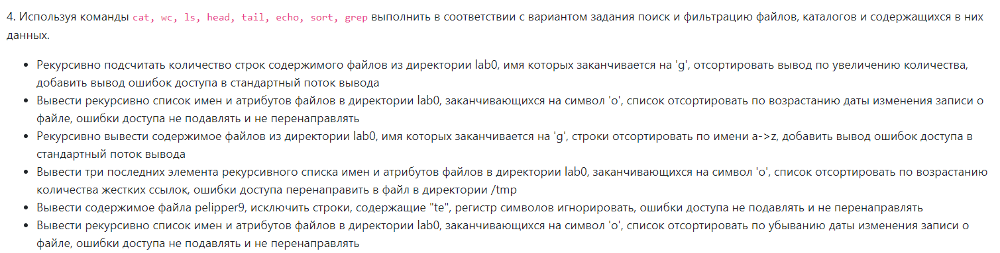 4. Используя команды cat, wc, ls, head, tail, echo, sort, grep выполнить в соответствии с вариантом задания поиск и фильтрацию файлов, каталогов и содержащихся в них
данных.
• Рекурсивно подсчитать количество строк содержимого файлов из директории lab0, имя которых заканчивается на 'g', отсортировать вывод по увеличению количества,
добавить вывод ошибок доступа в стандартный поток вывода
• Вывести рекурсивно список имен и атрибутов файлов в директории lab0, заканчивающихся на символ 'o', список отсортировать по возрастанию даты изменения записи о
файле, ошибки доступа не подавлять и не перенаправлять
• Рекурсивно вывести содержимое файлов из директории lab0, имя которых заканчивается на 'g', строки отсортировать по имени a->z, добавить вывод ошибок доступа в
стандартный поток вывода
• Вывести три последних элемента рекурсивного списка имен и атрибутов файлов в директории lab0, заканчивающихся на символ 'o', список отсортировать по возрастанию
количества жестких ссылок, ошибки доступа перенаправить в файл в директории /tmp
• Вывести содержимое файла pelipper9, исключить строки, содержащие "te", регистр символов игнорировать, ошибки доступа не подавлять и не перенаправлять
• Вывести рекурсивно список имен и атрибутов файлов в директории lab0, заканчивающихся на символ 'o', список отсортировать по убыванию даты изменения записи о
файле, ошибки доступа не подавлять и не перенаправлять